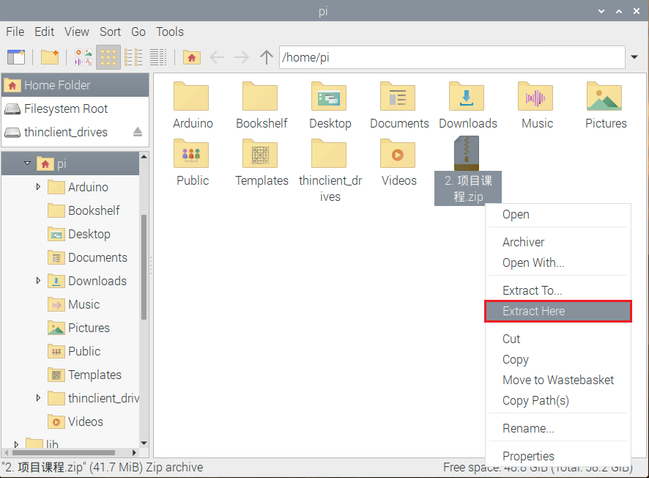 pi
File Edit View Sort Go Tools
/home/pi
Home Folder
Filesystem Root
thinclient_drives
pi
Arduino
Bookshelf
Desktop
Documents
Downloads
Music
Pictures
Public
Templates
thinclient_driv
Videos
lib
Arduino
Bookshelf
Desktop
Documents
Downloads
Music
Pictures
Public
Templates
thinclient_d
rives
Videos
2. 项目课
程.zip
Open
Archiver
Open With...
Extract To...
Extract Here
Cut
Copy
Move to Wastebasket
Copy Path(s)
Rename...
Properties
"2. 项目课程.zip" (41.7 MiB) Zip archive
Free space: 48.8 GiB (Total: 58.2 GiB)